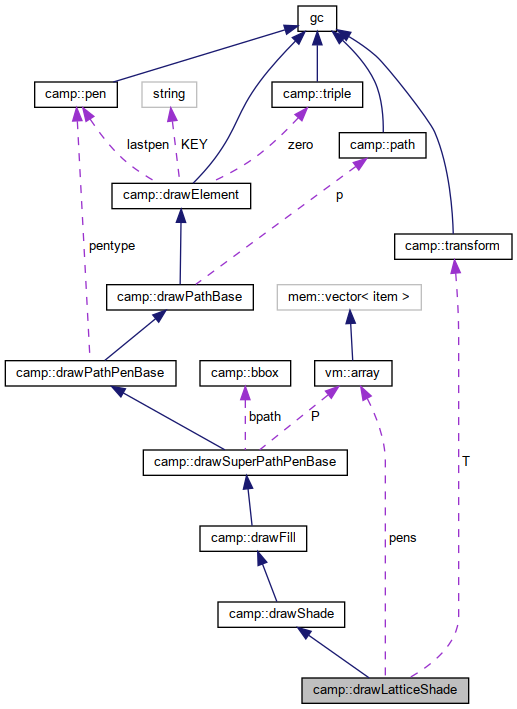 gc
camp::pen
string
camp::triple
lastpen
KEY
zero
camp::path
camp::drawElement
p
pentype
camp::transform
camp::drawPathBase
mem::vector< item >
camp::drawPathPenBase
camp::bbox
vm::array
bpath
P
camp::drawSuperPathPenBase
T
camp::drawFill
pens
camp::drawShade
camp::drawLatticeShade